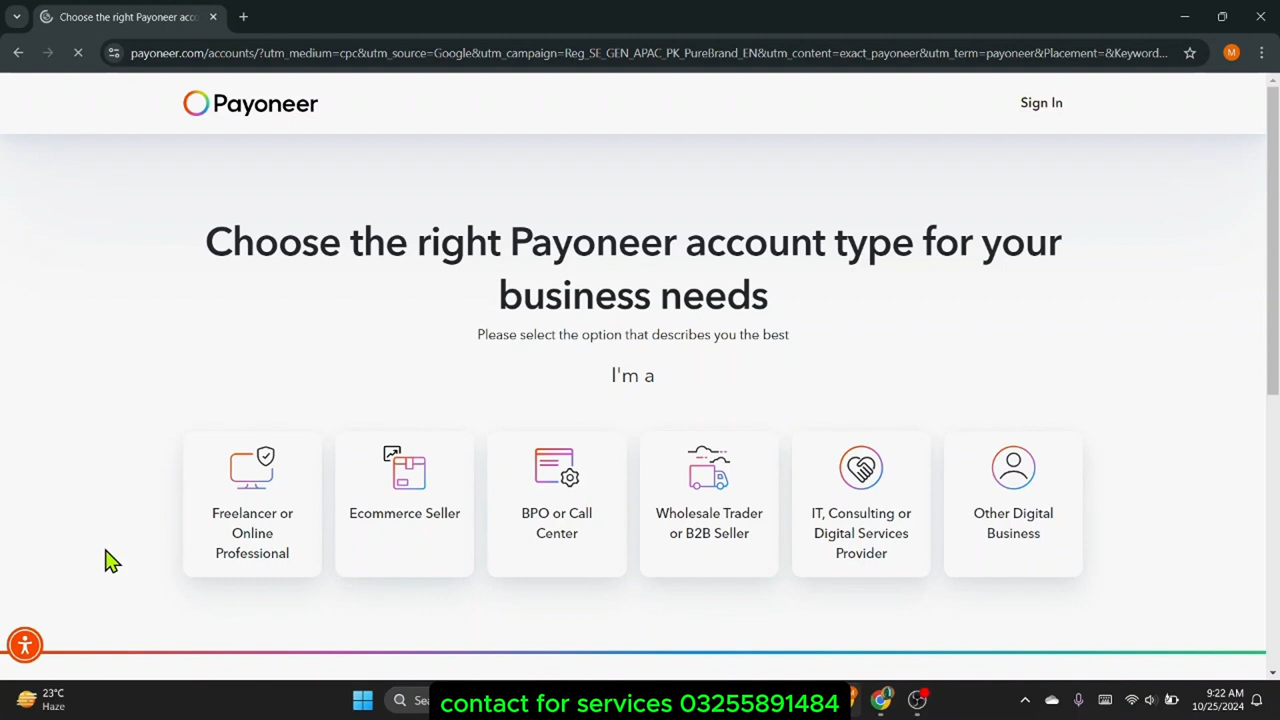 Choose the right Payoneer acco
payoneer.com/accounts/?utm_medium=cpc&utm_source=Google&utm_campaign=Reg_SE_GEN_APAC_PK_PureBrand_EN&utm_content=exact_payoneer&utm_term=payoneer&Placement=&Keyword...
M
Payoneer
Sign In
Choose the right Payoneer account type for your
business needs
Please select the option that describes you the best
I'm a
Freelancer or
Online
Professional
Ecommerce Seller
BPO or Call
Center
Wholesale Trader
or B2B Seller
IT, Consulting or
Digital Services
Provider
Other Digital
Business
23°C
Haze
Sea
contact for services 03255891484
9:22 AM
10/25/2024